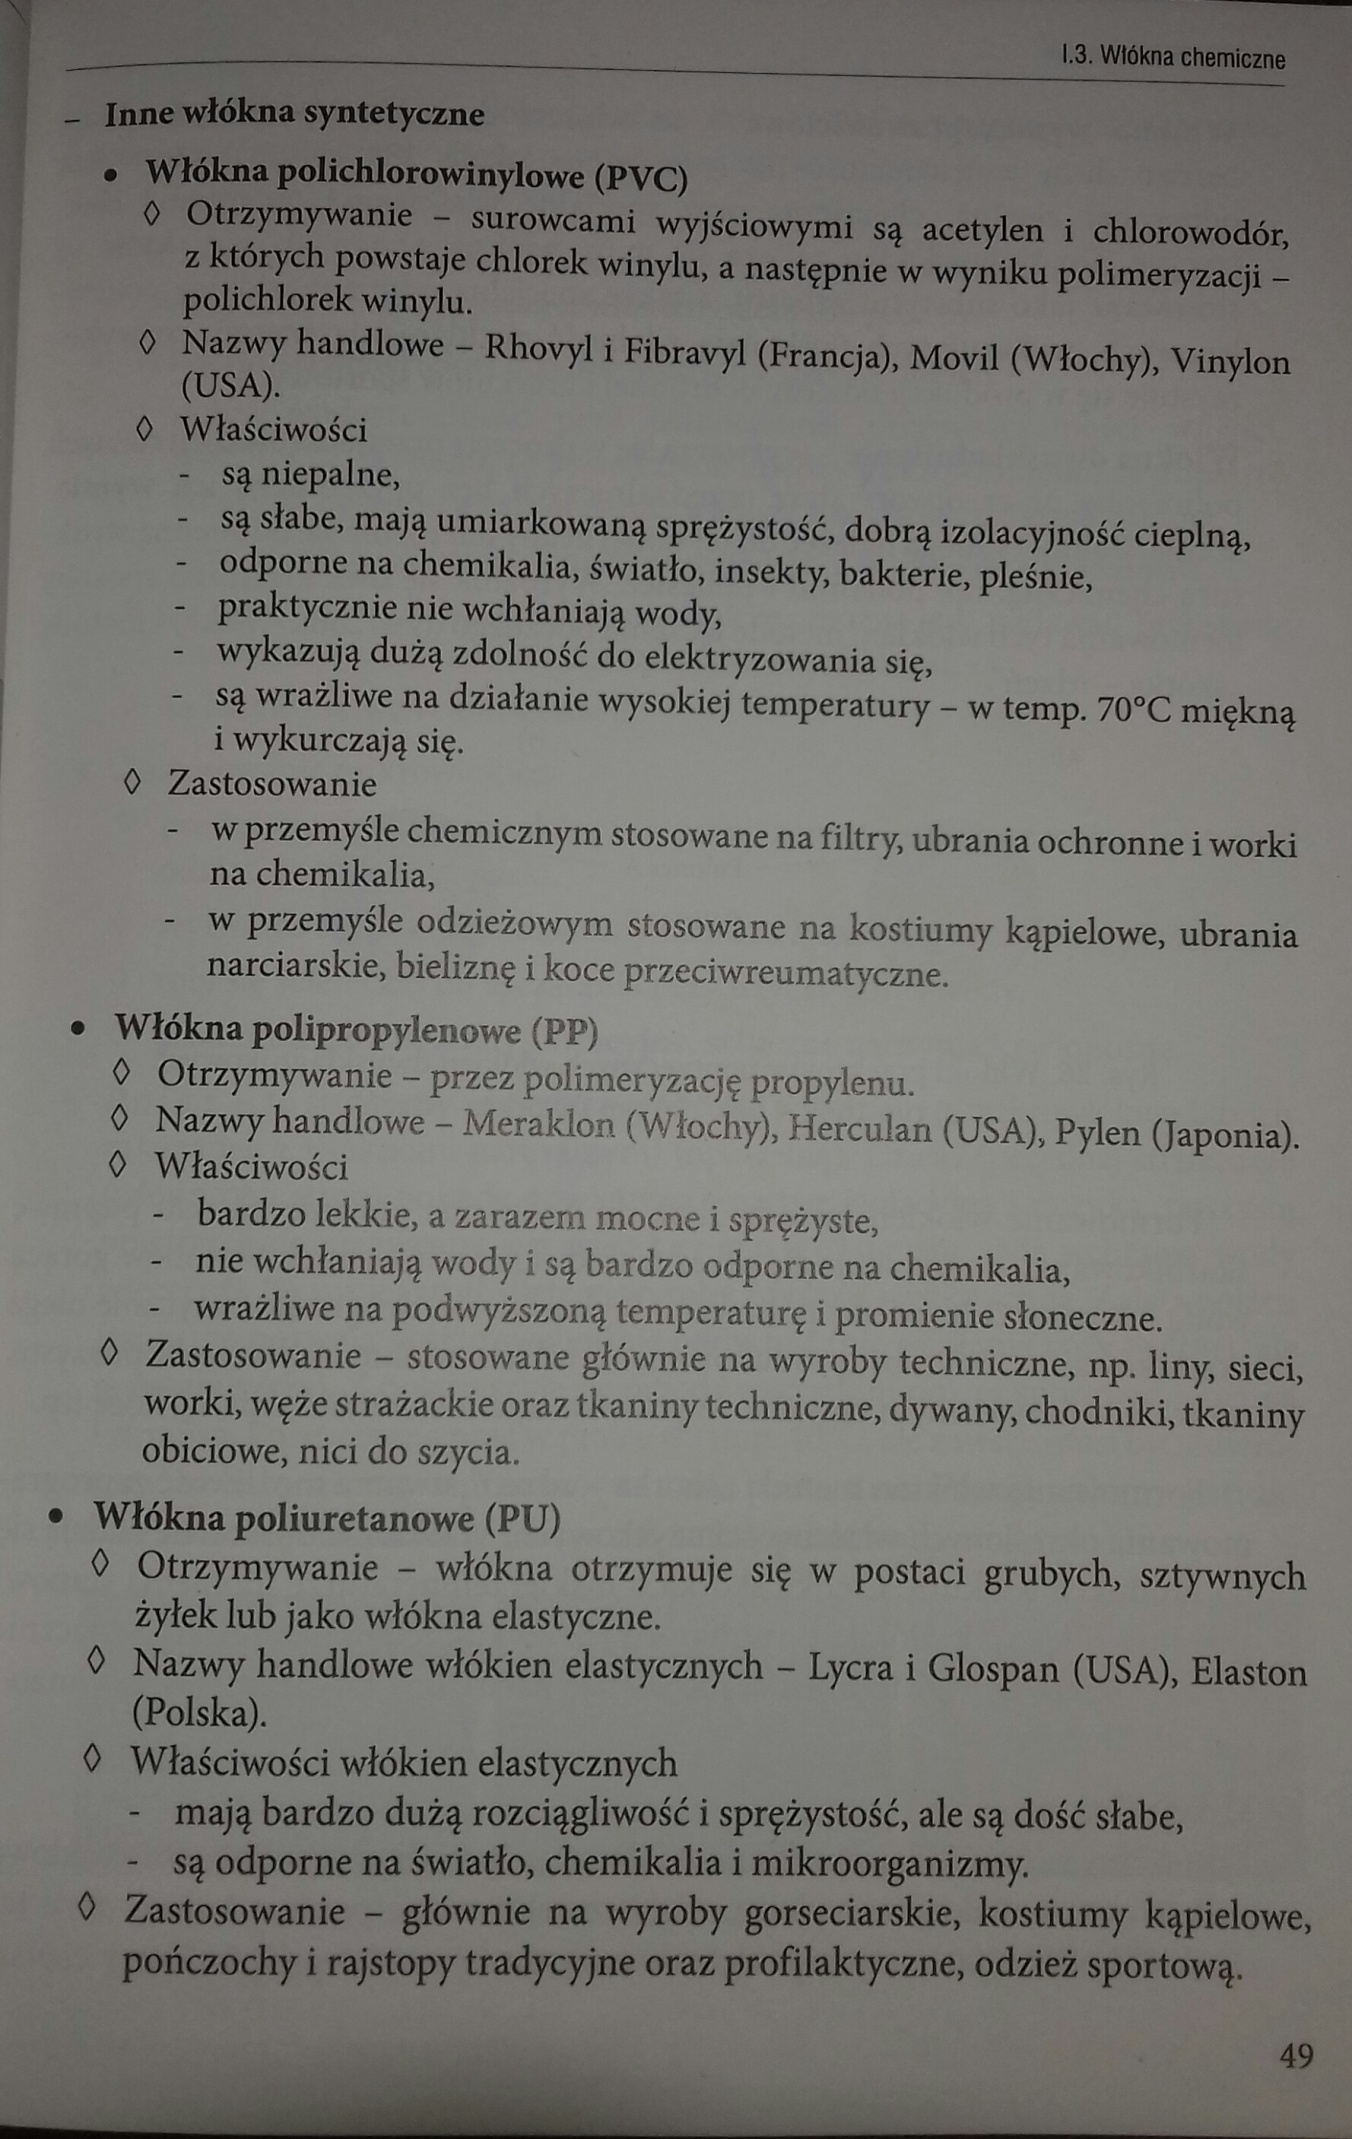 I.3. Włókna chemiczne
– Inne włókna syntetyczne
• Włókna polichlorowinylowe (PVC)
◊ Otrzymywanie – surowcami wyjściowymi są acetylen i chlorowodór,
z których powstaje chlorek winylu, a następnie w wyniku polimeryzacji –
polichlorek winylu.
◊ Nazwy handlowe – Rhovyl i Fibravyl (Francja), Movil (Włochy), Vinylon
(USA).
◊ Właściwości
- są niepalne,
- są słabe, mają umiarkowaną sprężystość, dobrą izolacyjność cieplną,
- odporne na chemikalia, światło, insekty, bakterie, pleśnie,
- praktycznie nie wchłaniają wody,
- wykazują dużą zdolność do elektryzowania się,
- są wrażliwe na działanie wysokiej temperatury – w temp. 70°C miękną
i wykurczają się.
◊ Zastosowanie
- w przemyśle chemicznym stosowane na filtry, ubrania ochronne i worki
na chemikalia,
- w przemyśle odzieżowym stosowane na kostiumy kąpielowe, ubrania
narciarskie, bieliznę i koce przeciwreumatyczne.
• Włókna polipropylenowe (PP)
◊ Otrzymywanie – przez polimeryzację propylenu.
◊ Nazwy handlowe – Meraklon (Włochy), Herculan (USA), Pylen (Japonia).
◊ Właściwości
- bardzo lekkie, a zarazem mocne i sprężyste,
- nie wchłaniają wody i są bardzo odporne na chemikalia,
- wrażliwe na podwyższoną temperaturę i promienie słoneczne.
◊ Zastosowanie – stosowane głównie na wyroby techniczne, np. liny, sieci,
worki, węże strażackie oraz tkaniny techniczne, dywany, chodniki, tkaniny
obiciowe, nici do szycia.
• Włókna poliuretanowe (PU)
◊ Otrzymywanie – włókna otrzymuje się w postaci grubych, sztywnych
żyłek lub jako włókna elastyczne.
◊ Nazwy handlowe włókien elastycznych – Lycra i Glospan (USA), Elaston
(Polska).
◊ Właściwości włókien elastycznych
- mają bardzo dużą rozciągliwość i sprężystość, ale są dość słabe,
- są odporne na światło, chemikalia i mikroorganizmy.
◊ Zastosowanie – głównie na wyroby gorseciarskie, kostiumy kąpielowe,
pończochy i rajstopy tradycyjne oraz profilaktyczne, odzież sportową.
49